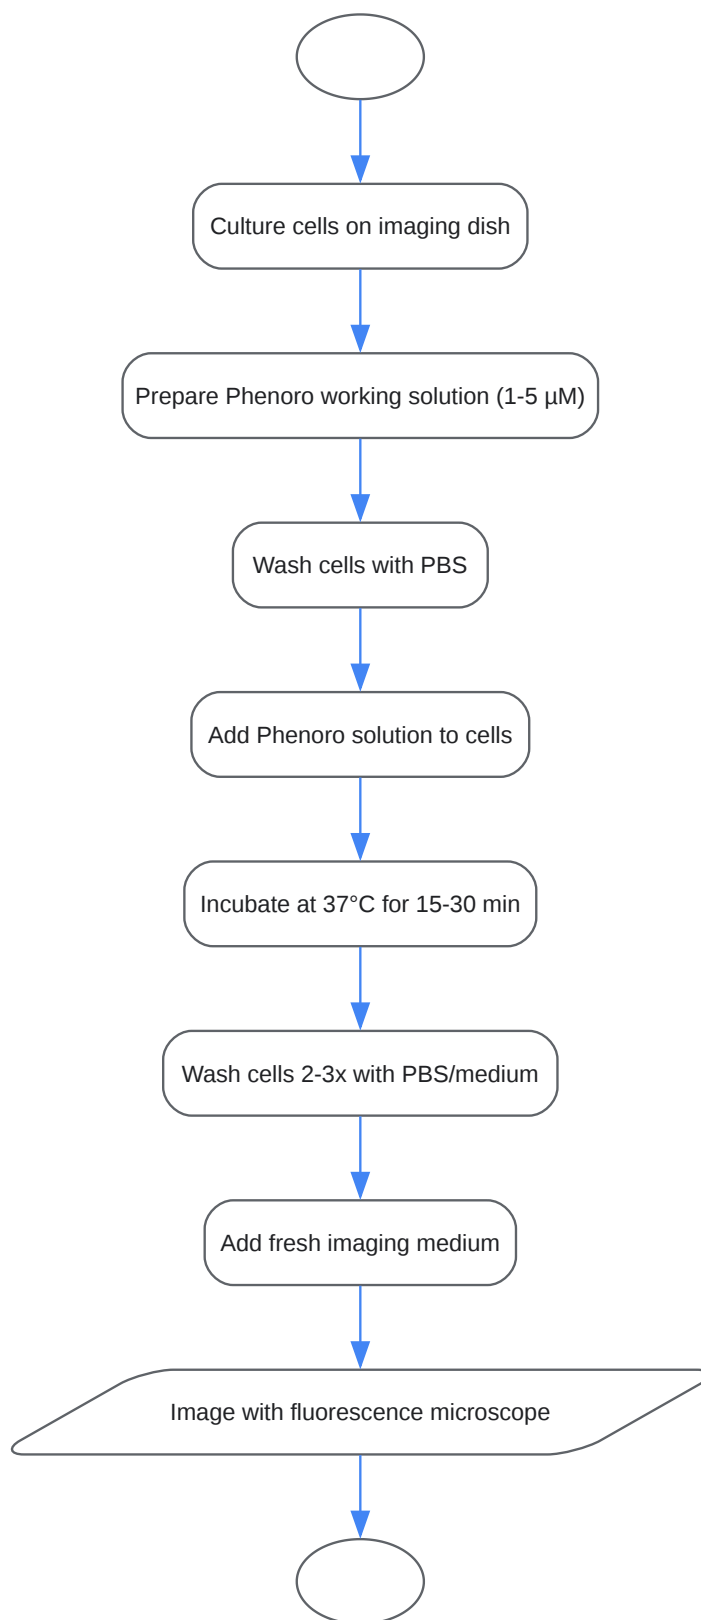 Culture cells on imaging dish
Prepare Phenoro working solution (1-5 µM)
Wash cells with PBS
Add Phenoro solution to cells
Incubate at 37°C for 15-30 min
Wash cells 2-3x with PBS/medium
Add fresh imaging medium
Image with fluorescence microscope